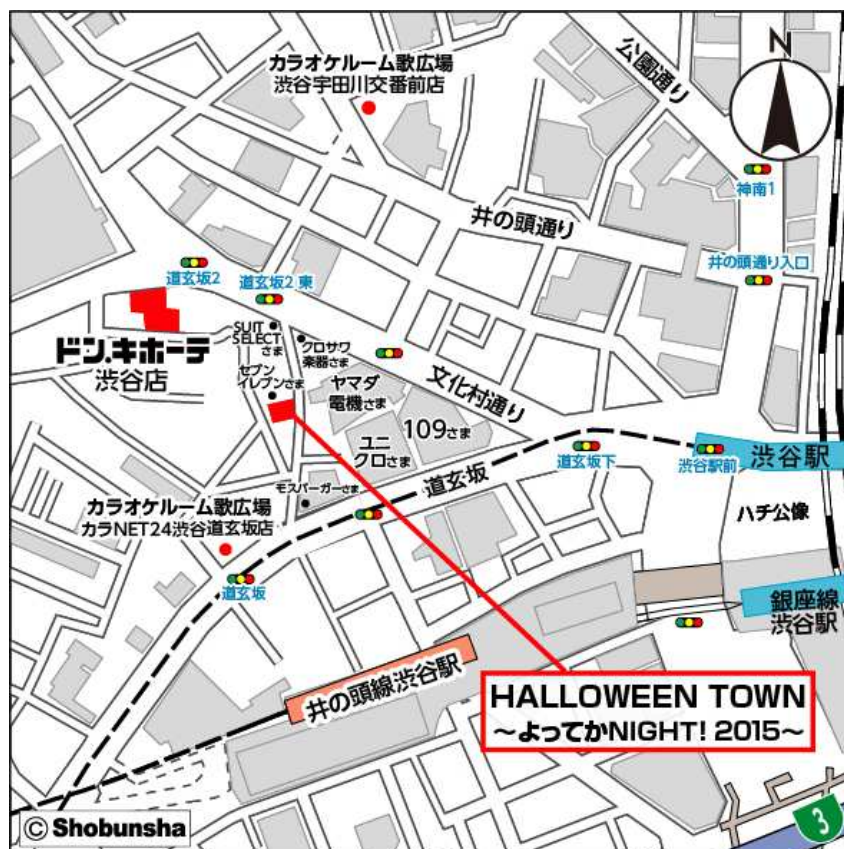 カラオケルーム歌広場
渋谷宇田川交番前店
公園通り
N
神南1
井の頭通り
井の頭通り入口
道玄坂2
道玄坂2 東
SUIT
SELECT
さま
クロサワ
楽器さま
ドン.キホーテ
渋谷店
セブン
イレブンさま
ヤマダ
電機さま
文化村通り
109さま
ユニ
クロさま
道玄坂下
渋谷駅前
渋谷駅
モスバーガーさま
道玄坂
ハチ公像
カラオケルーム歌広場
カラNET24渋谷道玄坂店
道玄坂
銀座線
渋谷駅
井の頭線渋谷駅
HALLOWEEN TOWN
～よってかNIGHT! 2015～
© Shobunsha
3